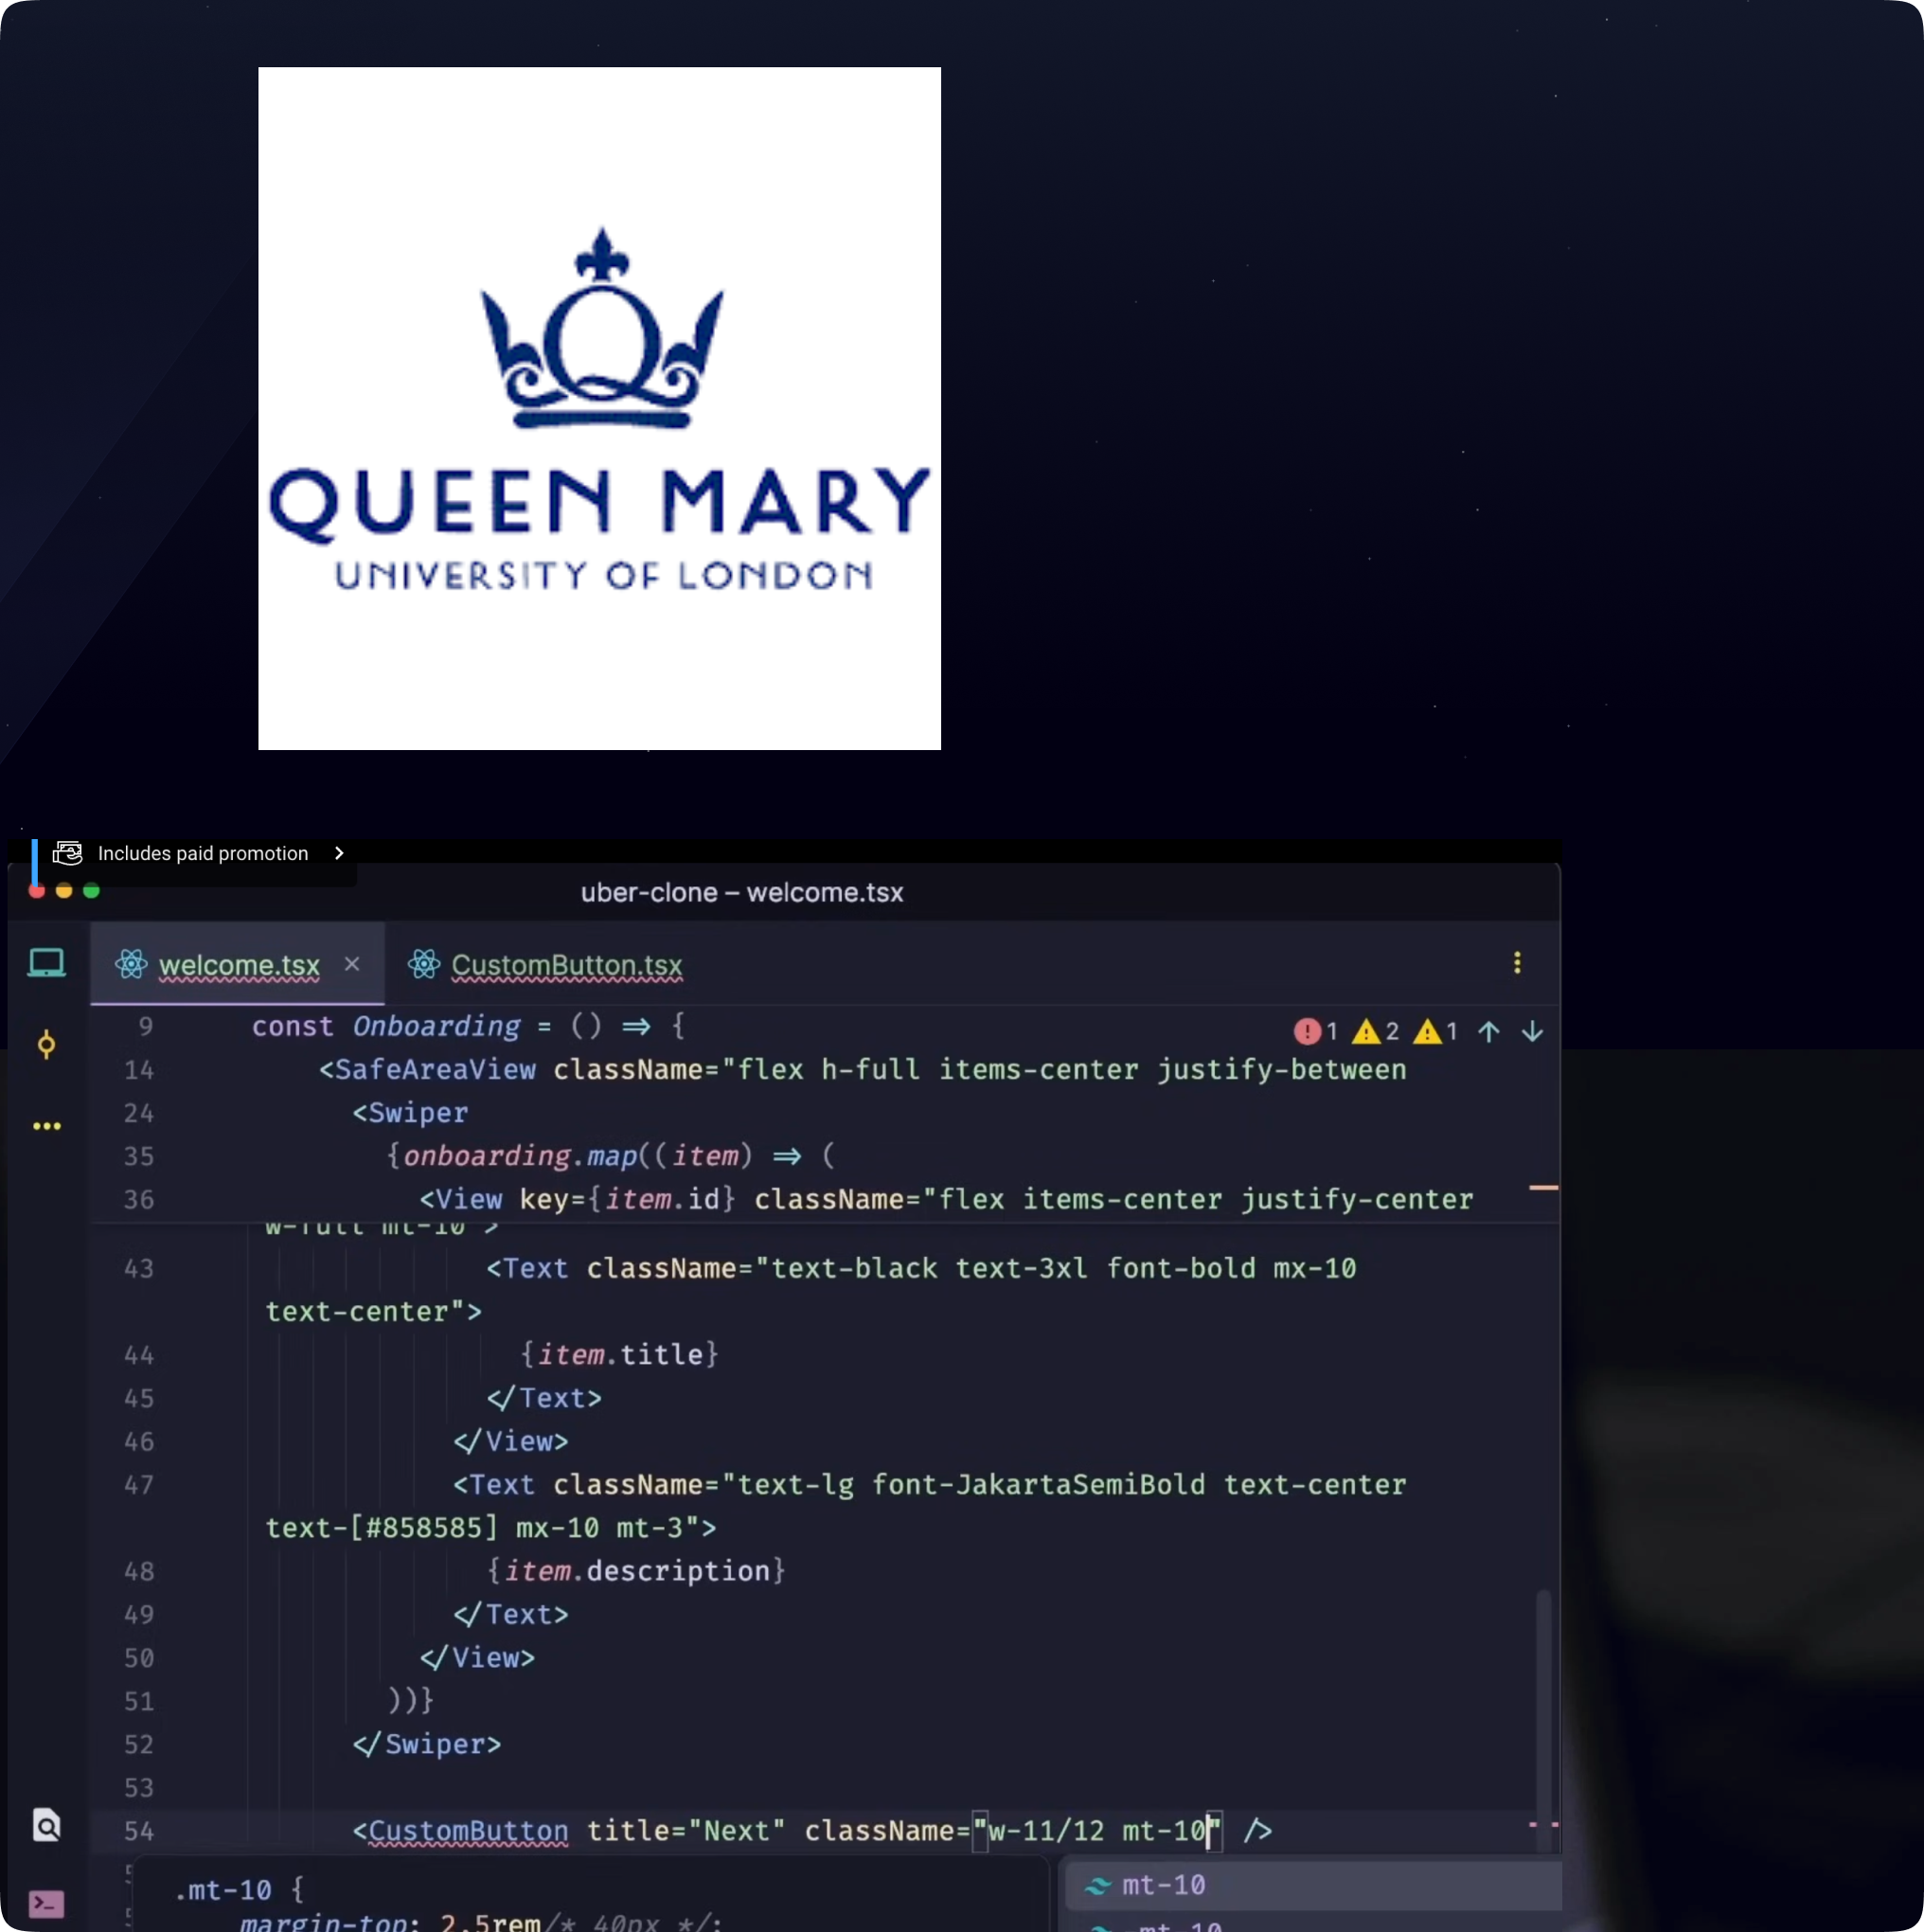 QUEEN MARY
UNIVERSITY OF LONDON
Includes paid promotion
uber-clone – welcome.tsx
welcome.tsx × CustomButton.tsx
9 const Onboarding = () => { 1 2 1
14 <SafeAreaView className="flex h-full items-center justify-between
24 <Swiper
35 {onboarding.map((item) => (
36 <View key={item.id} className="flex items-center justify-center
w-full mt-10">
43 <Text className="text-black text-3xl font-bold mx-10
text-center">
44 {item.title}
45 </Text>
46 </View>
47 <Text className="text-lg font-JakartaSemiBold text-center
text-[#858585] mx-10 mt-3">
48 {item.description}
49 </Text>
50 </View>
51 ))}
52 </Swiper>
53
54 <CustomButton title="Next" className="w-11/12 mt-10" />
.mt-10 {
margin-top: 2.5rem/* 40px */;
mt-10
-mt-10